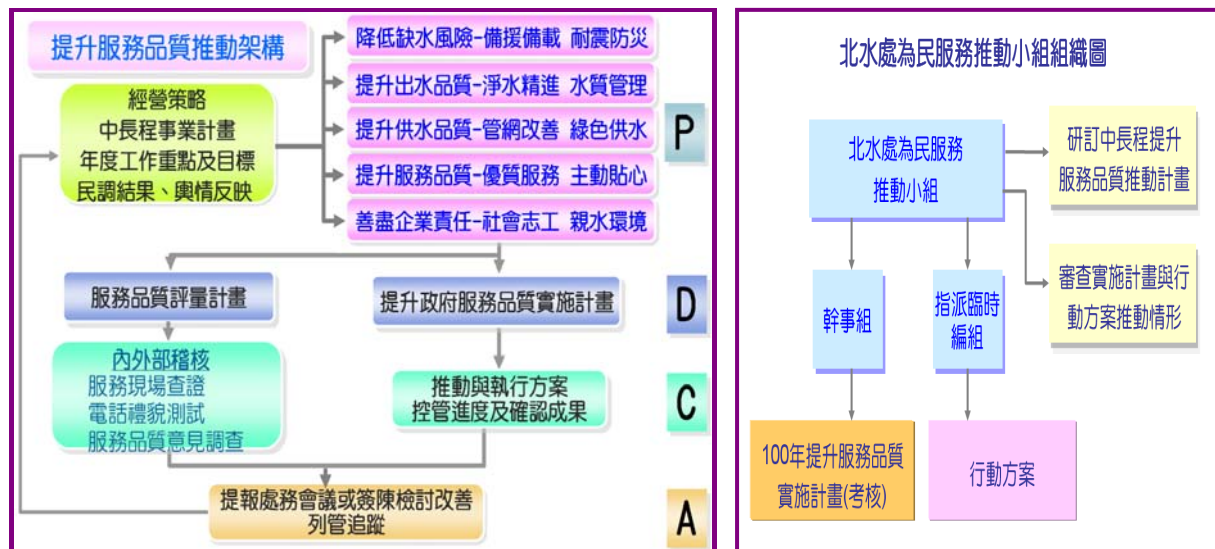 提升服務品質推動架構
經營策略
中長程事業計畫
年度工作重點及目標
民調結果、輿情反映
降低缺水風險-備援備載 耐震防災
提升出水品質-淨水精進 水質管理
提升供水品質-管網改善 綠色供水
提升服務品質-優質服務 主動貼心
善盡企業責任-社會志工 親水環境
P
服務品質評量計畫
提升政府服務品質實施計畫
D
內外部稽核
服務現場查證
電話禮貌測試
服務品質意見調查
推動與執行方案
控管進度及確認成果
C
提報處務會議或簽陳檢討改善
列管追蹤
A
北水處為民服務推動小組組織圖
北水處為民服務
推動小組
研訂中長程提升
服務品質推動計畫
審查實施計畫與行
動方案推動情形
幹事組
指派臨時
編組
100年提升服務品質
實施計畫(考核)
行動方案